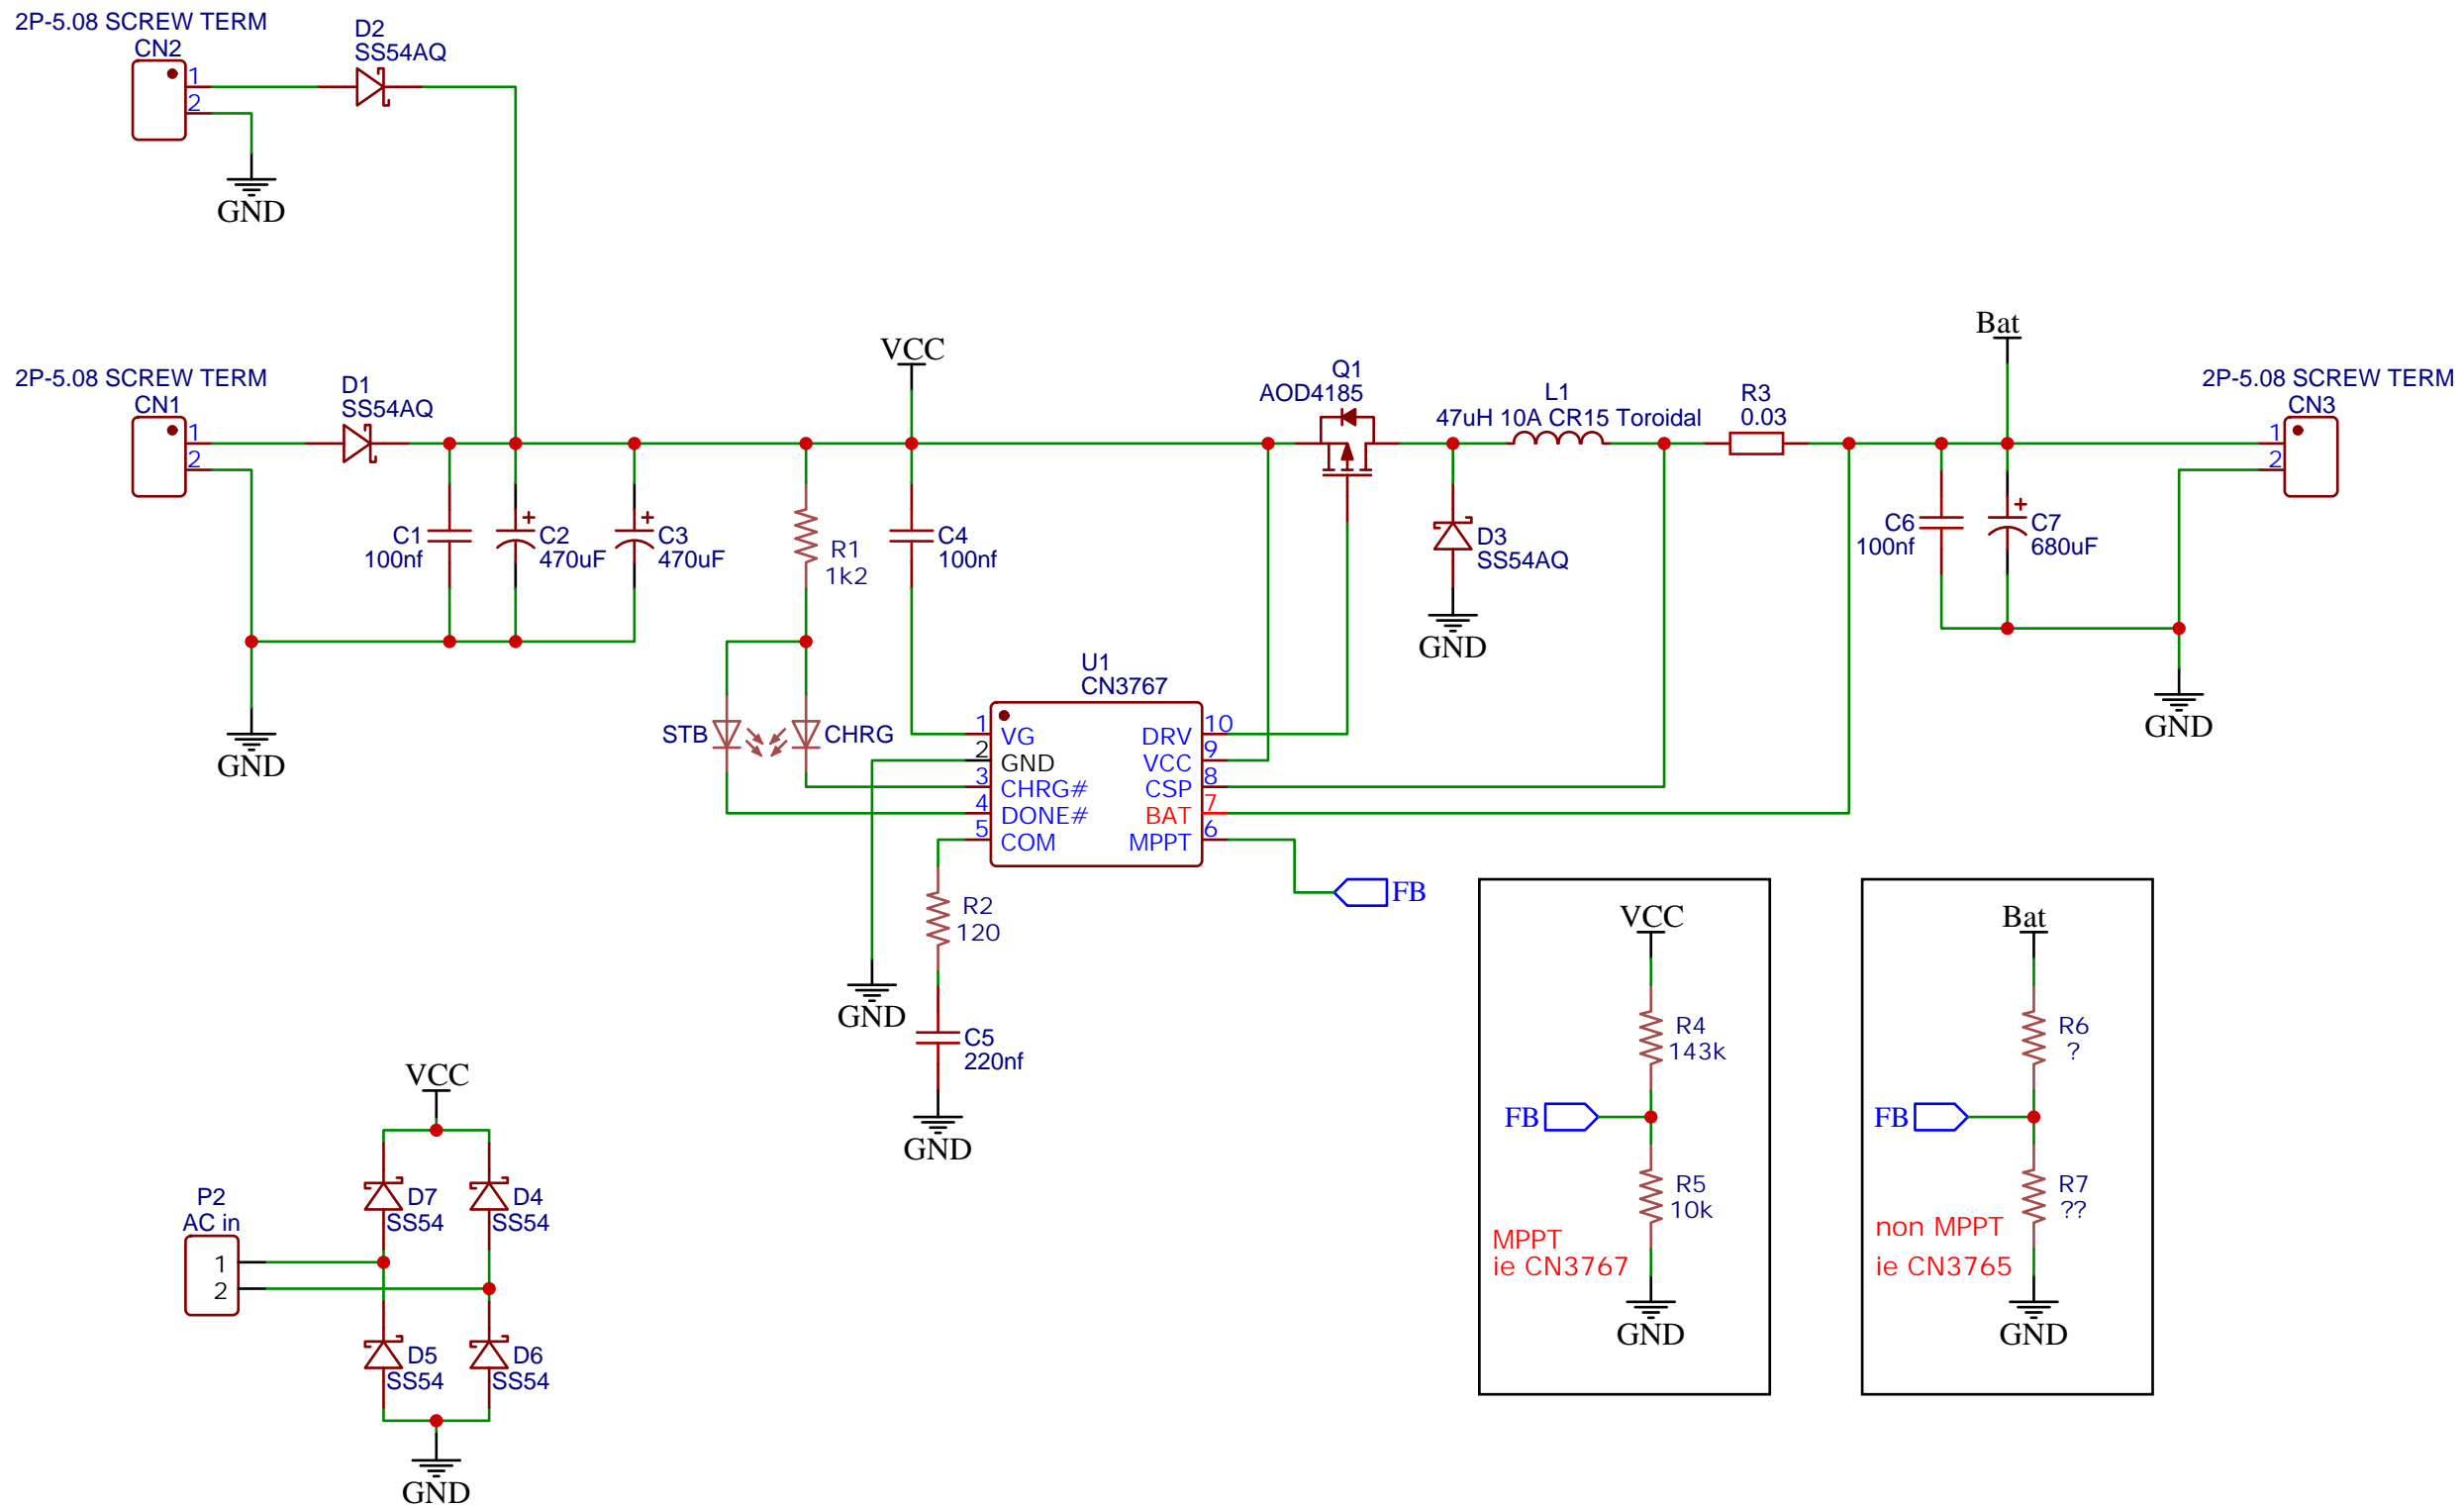 2P-5.08 SCREW TERM
CN2
1
2
GND
D2
SS54AQ
2P-5.08 SCREW TERM
CN1
1
2
GND
D1
SS54AQ
C1
100nf
+
C2
470uF
+
C3
470uF
R1
1k2
VCC
C4
100nf
STB
CHRG
U1
CN3767
1
VG
2
GND
3
CHRG#
4
DONE#
5
COM
10
DRV
9
VCC
8
CSP
7
BAT
6
MPPT
FB
R2
120
GND
C5
220nf
GND
Q1
AOD4185
L1
47uH 10A CR15 Toroidal
R3
0.03
D3
SS54AQ
GND
Bat
C6
100nf
+
C7
680uF
2P-5.08 SCREW TERM
CN3
1
2
GND
VCC
D7
SS54
D4
SS54
P2
AC in
1
2
D5
SS54
D6
SS54
GND
VCC
R4
143k
FB
R5
10k
MPPT
ie CN3767
GND
Bat
R6
?
FB
R7
??
non MPPT
ie CN3765
GND